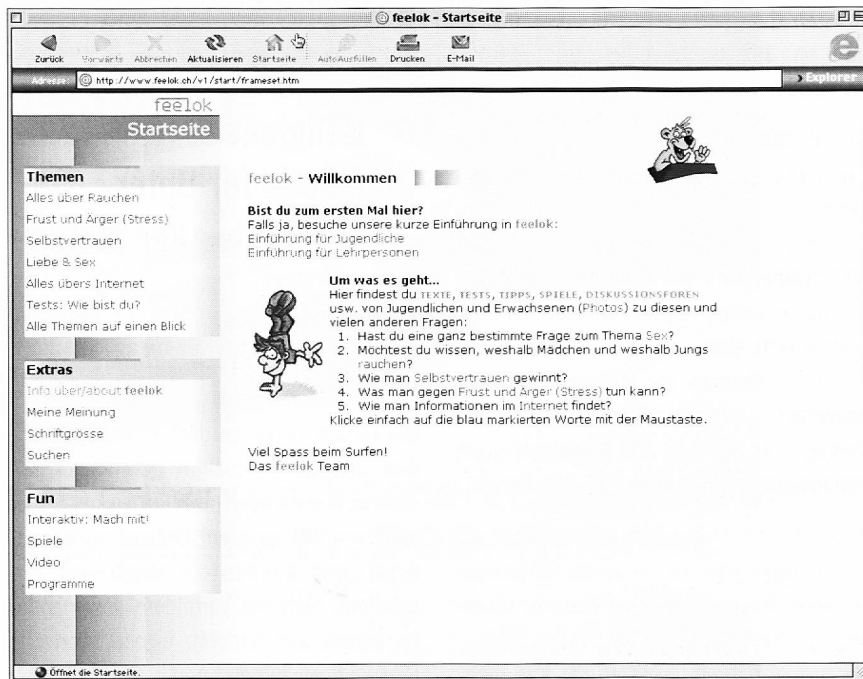 feelok - Startseite
Zurück Vorwärts Abbrechen Aktualisieren Startseite AutoAusfüllen Drucken E-Mail
Adresse: http://www.feelok.ch/v1/start/frameset.htm Explorer
feelok
Startseite
Themen
Alles über Rauchen
Frust und Ärger (Stress)
Selbstvertrauen
Liebe & Sex
Alles übers Internet
Tests: Wie bist du?
Alle Themen auf einen Blick
Extras
Info über/about feelok
Meine Meinung
Schriftgrösse
Suchen
Fun
Interaktiv: Mach mit!
Spiele
Video
Programme
feelok - Willkommen
Bist du zum ersten Mal hier?
Falls ja, besuche unsere kurze Einführung in feelok:
Einführung für Jugendliche
Einführung für Lehrpersonen
Um was es geht...
Hier findest du TEXTE, TESTS, TIPPS, SPIELE, DISKUSSIONSFOREN
usw. von Jugendlichen und Erwachsenen (Photos) zu diesen und
vielen anderen Fragen:
1. Hast du eine ganz bestimmte Frage zum Thema Sex?
2. Möchtest du wissen, weshalb Mädchen und weshalb Jungs
rauchen?
3. Wie man Selbstvertrauen gewinnt?
4. Was man gegen Frust und Ärger (Stress) tun kann?
5. Wie man Informationen im Internet findet?
Klicke einfach auf die blau markierten Worte mit der Maustaste.
Viel Spass beim Surfen!
Das feelok Team
Öffnet die Startseite.